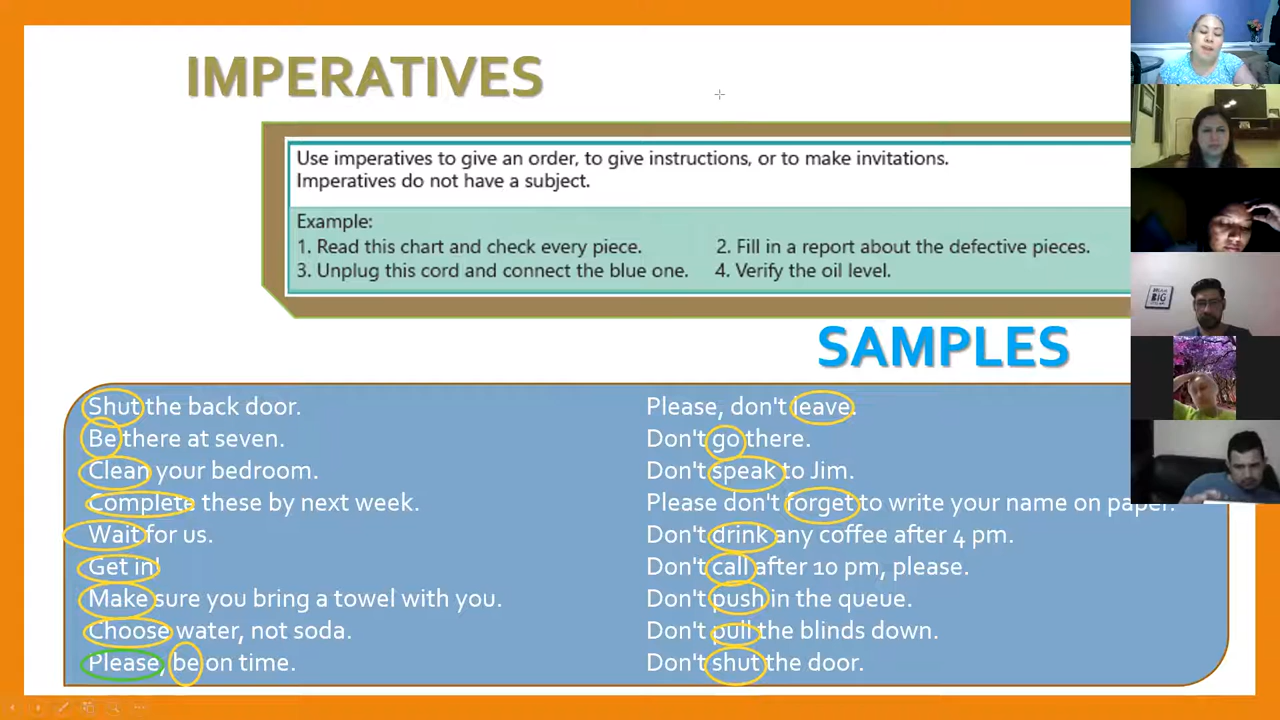 IMPERATIVES
Use imperatives to give an order, to give instructions, or to make invitations.
Imperatives do not have a subject.
Example:
1. Read this chart and check every piece.
2. Fill in a report about the defective pieces.
3. Unplug this cord and connect the blue one.
4. Verify the oil level.
SAMPLES
Shut the back door.
Be there at seven.
Clean your bedroom.
Complete these by next week.
Wait for us.
Get in!
Make sure you bring a towel with you.
Choose water, not soda.
Please, be on time.
Please, don't leave.
Don't go there.
Don't speak to Jim.
Please don't forget to write your name on paper.
Don't drink any coffee after 4 pm.
Don't call after 10 pm, please.
Don't push in the queue.
Don't pull the blinds down.
Don't shut the door.
BIG